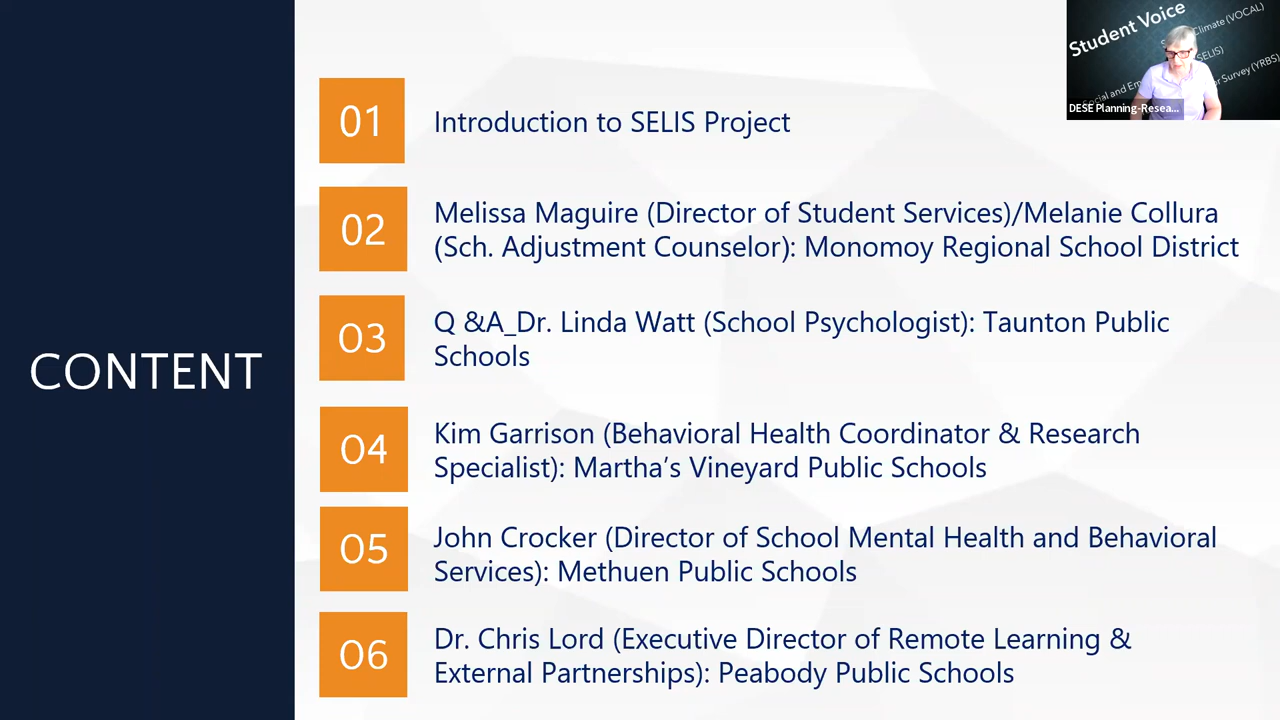 CONTENT
01
Introduction to SELIS Project
02
Melissa Maguire (Director of Student Services)/Melanie Collura
(Sch. Adjustment Counselor): Monomoy Regional School District
03
Q &A_Dr. Linda Watt (School Psychologist): Taunton Public
Schools
04
Kim Garrison (Behavioral Health Coordinator & Research
Specialist): Martha’s Vineyard Public Schools
05
John Crocker (Director of School Mental Health and Behavioral
Services): Methuen Public Schools
06
Dr. Chris Lord (Executive Director of Remote Learning &
External Partnerships): Peabody Public Schools
Student Voice
Climate (VOCAL)
SELIS)
Social and Em
Survey (YRBS)
DESE Planning-Resea...